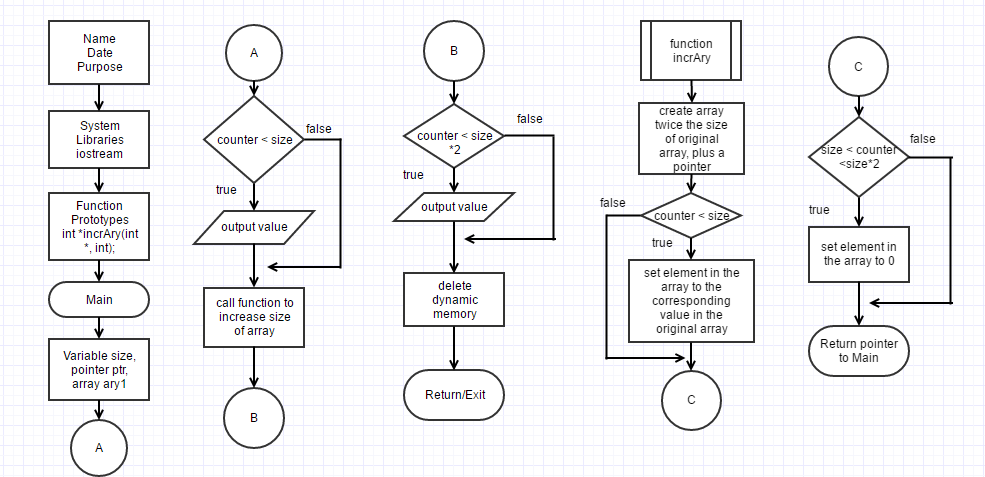 Name
Date
Purpose
System
Libraries
iostream
Function
Prototypes
int *incrAry(int
*, int);
Main
Variable size,
pointer ptr,
array ary1
A
A
counter < size
false
true
output value
call function to
increase size
of array
B
B
counter < size
*2
false
true
output value
delete
dynamic
memory
Return/Exit
function
incrAry
create array
twice the size
of original
array, plus a
pointer
counter < size
false
true
set element in the
array to the
corresponding
value in the
original array
C
C
size < counter
<size*2
false
true
set element in
the array to 0
Return pointer
to Main